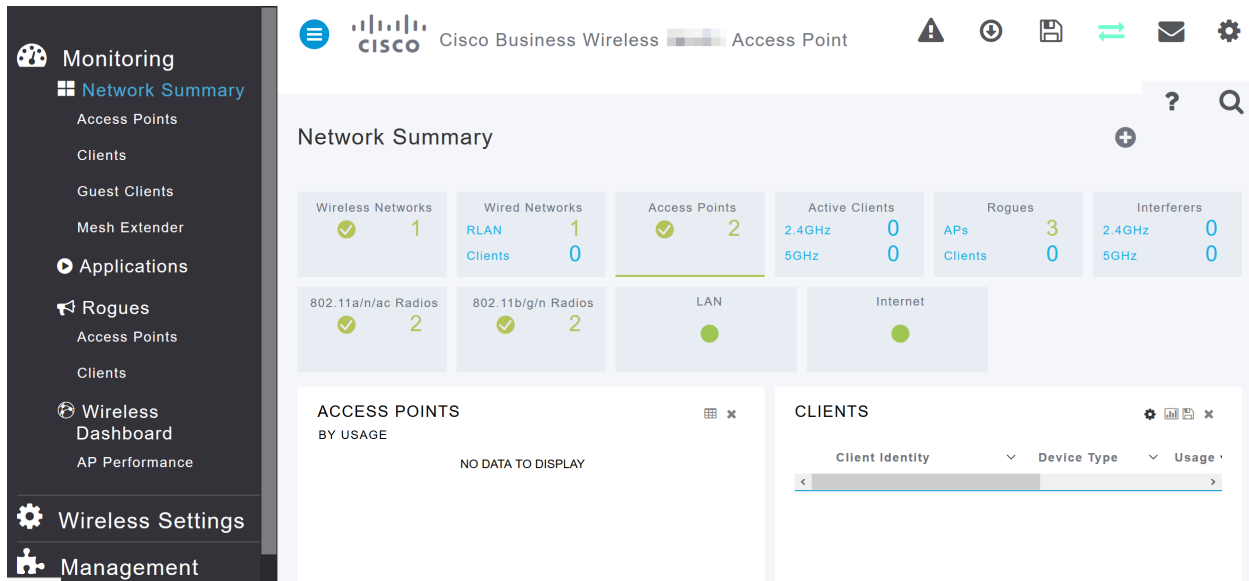 Monitoring
Network Summary
Access Points
Clients
Guest Clients
Mesh Extender
Applications
Rogues
Access Points
Clients
Wireless
Dashboard
AP Performance
Wireless Settings
Management
CISCO
Cisco Business Wireless Access Point
?
Network Summary
Wireless Networks
1
Wired Networks
RLAN 1
Clients 0
Access Points
2
Active Clients
2.4GHz 0
5GHz 0
Rogues
APs 3
Clients 0
Interferers
2.4GHz 0
5GHz 0
802.11a/n/ac Radios
2
802.11b/g/n Radios
2
LAN
Internet
ACCESS POINTS
BY USAGE
NO DATA TO DISPLAY
CLIENTS
Client Identity Device Type Usage